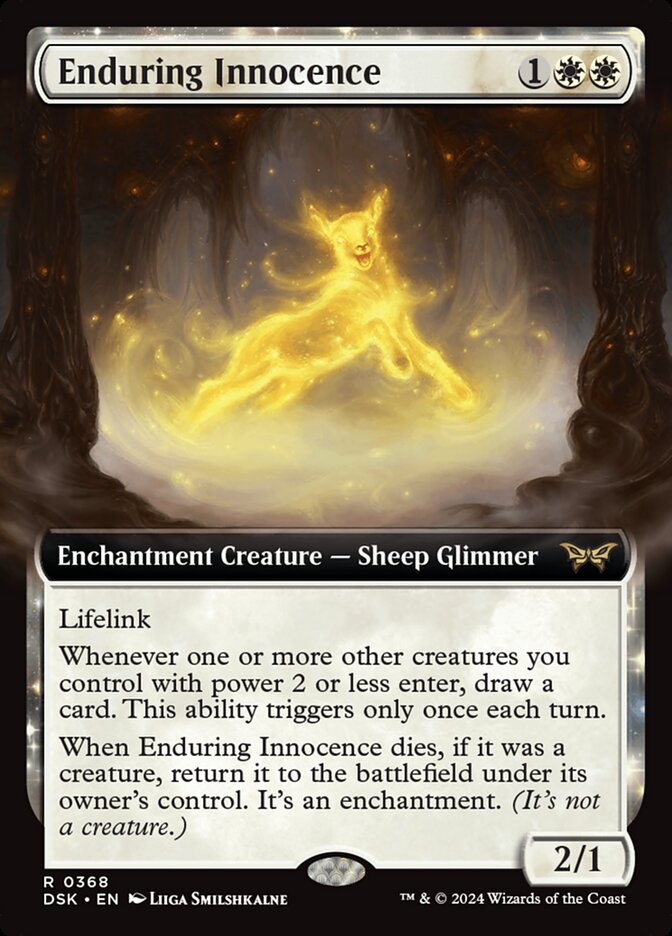 Enduring Innocence 1
Enchantment Creature — Sheep Glimmer
Lifelink
Whenever one or more other creatures you
control with power 2 or less enter, draw a
card. This ability triggers only once each turn.
When Enduring Innocence dies, if it was a
creature, return it to the battlefield under its
owner's control. It's an enchantment. (It's not
a creature.)
2/1
R 0368
DSK • EN LIIGA SMILSHKALNE
™ & © 2024 Wizards of the Coast